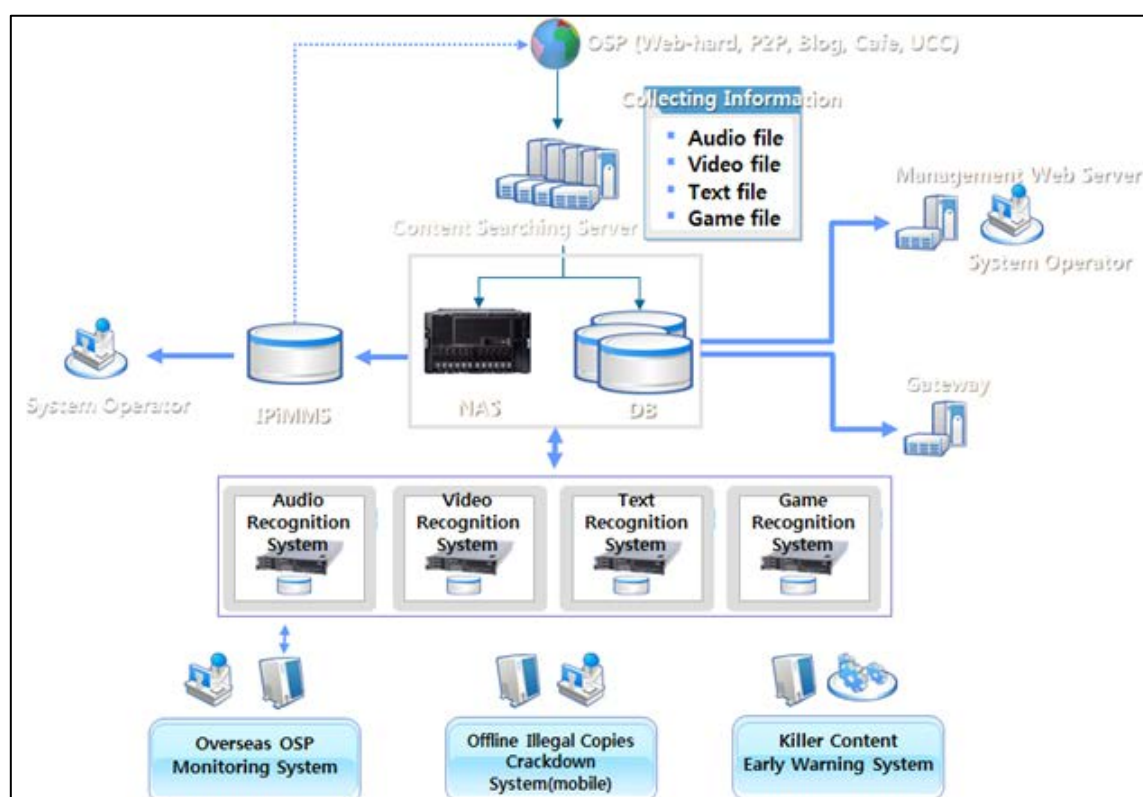 OSP (Web-hard, P2P, Blog, Cafe, UCC)
Collecting Information
Audio file
Video file
Text file
Game file
Content Searching Server
Management Web Server
System Operator
System Operator
IPiMMS
NAS
DB
Gateway
Audio
Recognition
System
Video
Recognition
System
Text
Recognition
System
Game
Recognition
System
Overseas OSP
Monitoring System
Offline Illegal Copies
Crackdown
System(mobile)
Killer Content
Early Warning System